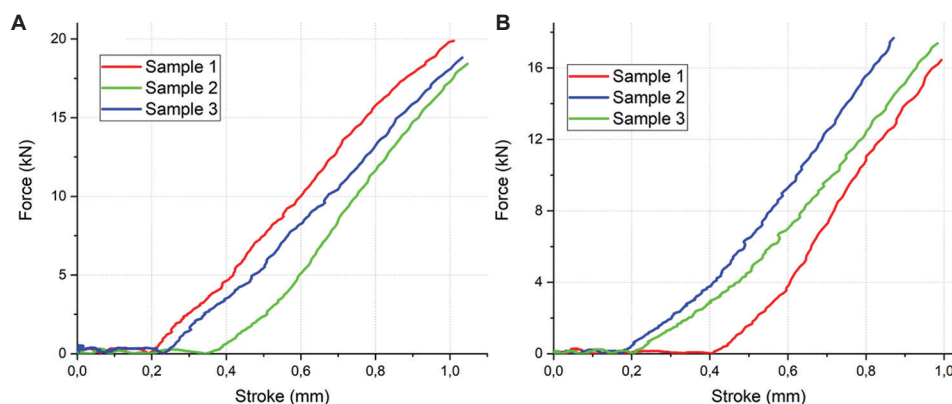 A
20
15
10
5
0
Force (kN)
Sample 1
Sample 2
Sample 3
0,0 0,2 0,4 0,6 0,8 1,0
Stroke (mm)
B
16
12
8
4
0
Force (kN)
Sample 1
Sample 2
Sample 3
0,0 0,2 0,4 0,6 0,8 1,0
Stroke (mm)